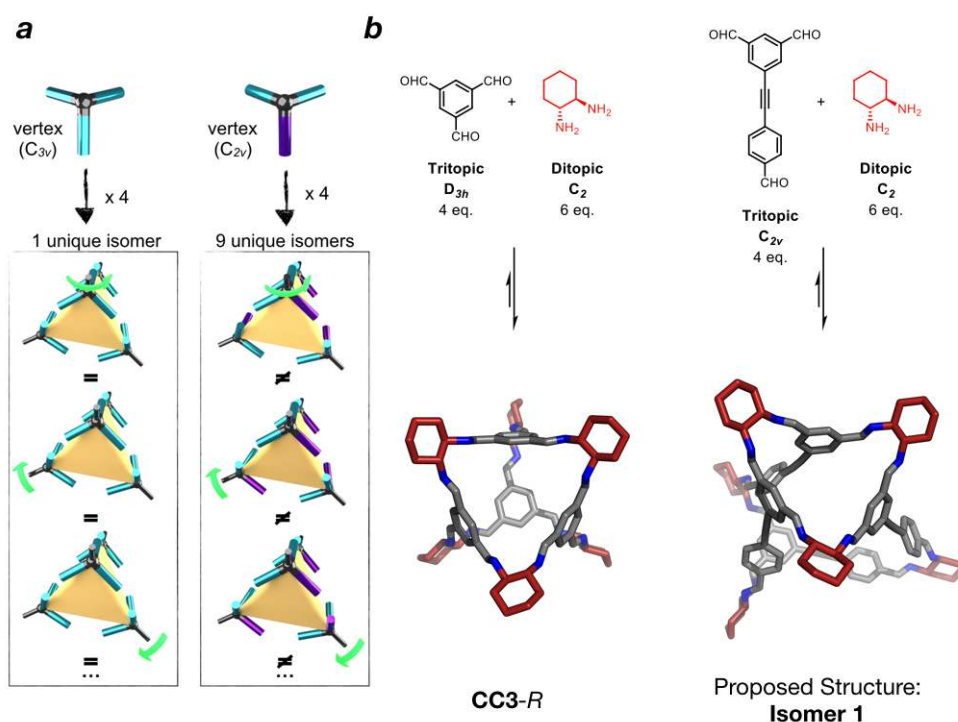 a
vertex
(C3v)
x 4
1 unique isomer
=
=
=
...
vertex
(C2v)
x 4
9 unique isomers
≠
≠
≠
...
b
CHO
OHC
CHO
+
NH2
NH2
Tritopic
D3h
4 eq.
Ditopic
C2
6 eq.
CC3-R
OHC
CHO
CHO
+
NH2
NH2
Tritopic
C2v
4 eq.
Ditopic
C2
6 eq.
Proposed Structure:
Isomer 1